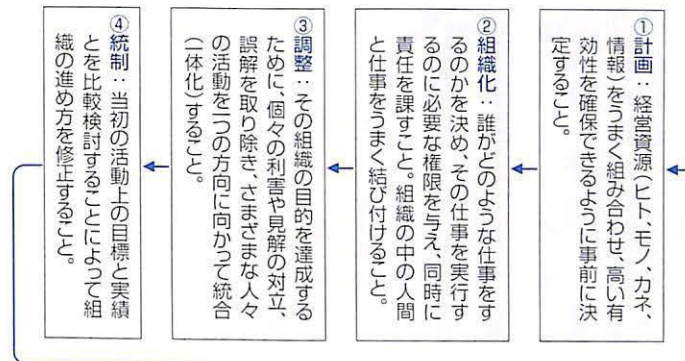 ①計画：経営資源(ヒト、モノ、カネ、
情報)をうまく組み合わせ、高い有
効性を確保できるように事前に決
定すること。
②組織化：誰がどのような仕事をす
るのかを決め、その仕事を実行す
るのに必要な権限を与え、同時に
責任を課すこと。組織の中の人間
と仕事をうまく結び付けること。
③調整：その組織の目的を達成する
ために、個々の利害や見解の対立、
誤解を取り除き、さまざまな人々
の活動を一つの方向に向かって統合
(一体化)すること。
④統制：当初の活動上の目標と実績
とを比較検討することによって組
織の進め方を修正すること。